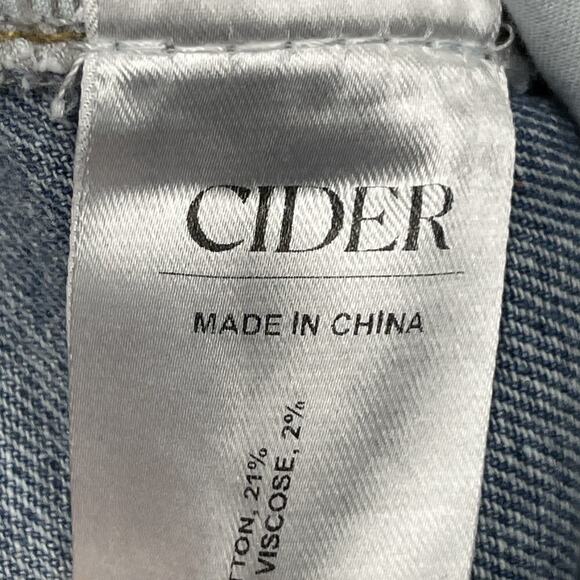 CIDER
MADE IN CHINA
TTON, 21%
VISCOSE, 2%